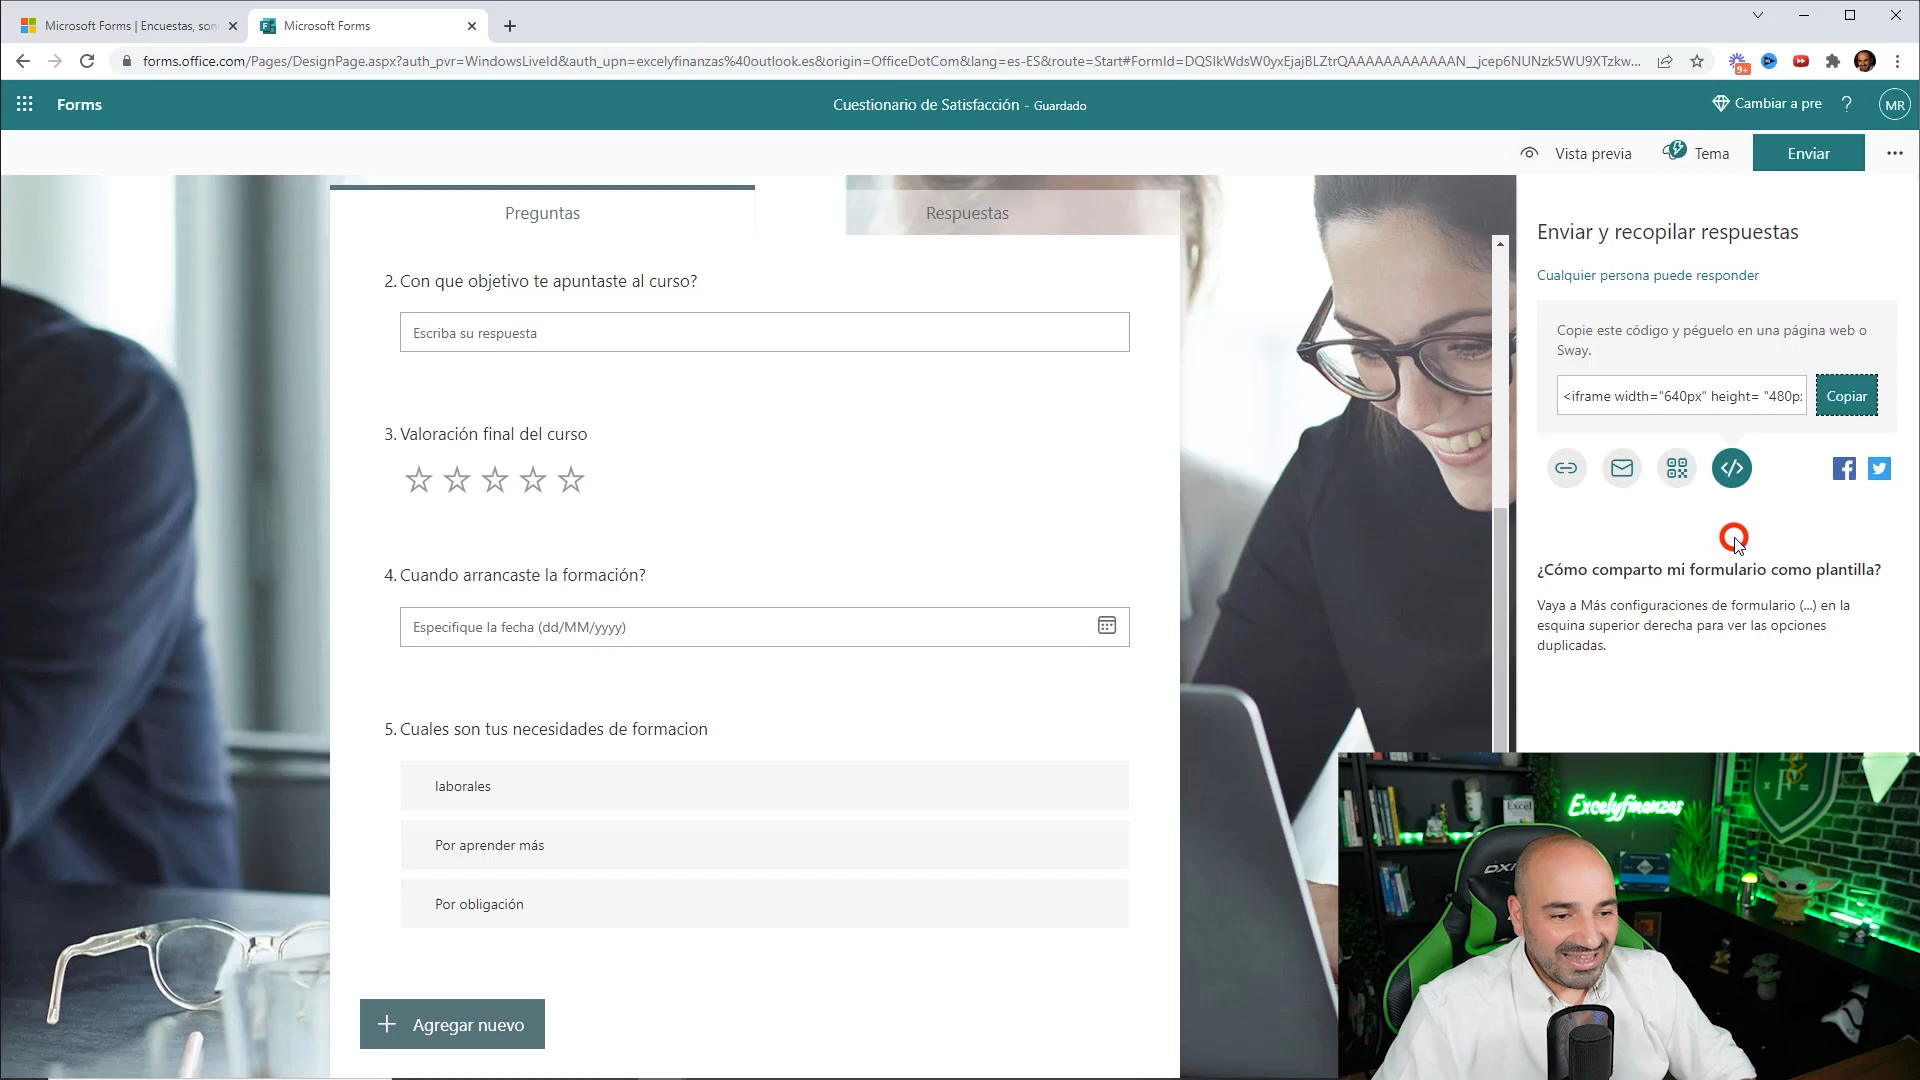 Microsoft Forms | Encuestas, son
Microsoft Forms
forms.office.com/Pages/DesignPage.aspx?auth_pvr=WindowsLiveId&auth_upn=excelyfinanzas%40outlook.es&origin=OfficeDotCom&lang=es-ES&route=Start#FormId=DQSIkWdsW0yxEjajBLZtrQAAAAAAAAAAAAN__jcep6NUNzk5WU9XTzkw...
9+
Forms
Cuestionario de Satisfacción - Guardado
Cambiar a pre
?
MR
Vista previa
Tema
Enviar
Preguntas
Respuestas
2. Con que objetivo te apuntaste al curso?
Escriba su respuesta
3. Valoración final del curso
4. Cuando arrancaste la formación?
Especifique la fecha (dd/MM/yyyy)
5. Cuales son tus necesidades de formacion
laborales
Por aprender más
Por obligación
Agregar nuevo
Enviar y recopilar respuestas
Cualquier persona puede responder
Copie este código y péguelo en una página web o
Sway.
<iframe width="640px" height= "480p:
Copiar
¿Cómo comparto mi formulario como plantilla?
Vaya a Más configuraciones de formulario (...) en la
esquina superior derecha para ver las opciones
duplicadas.
Excelyfinanzas
Excel